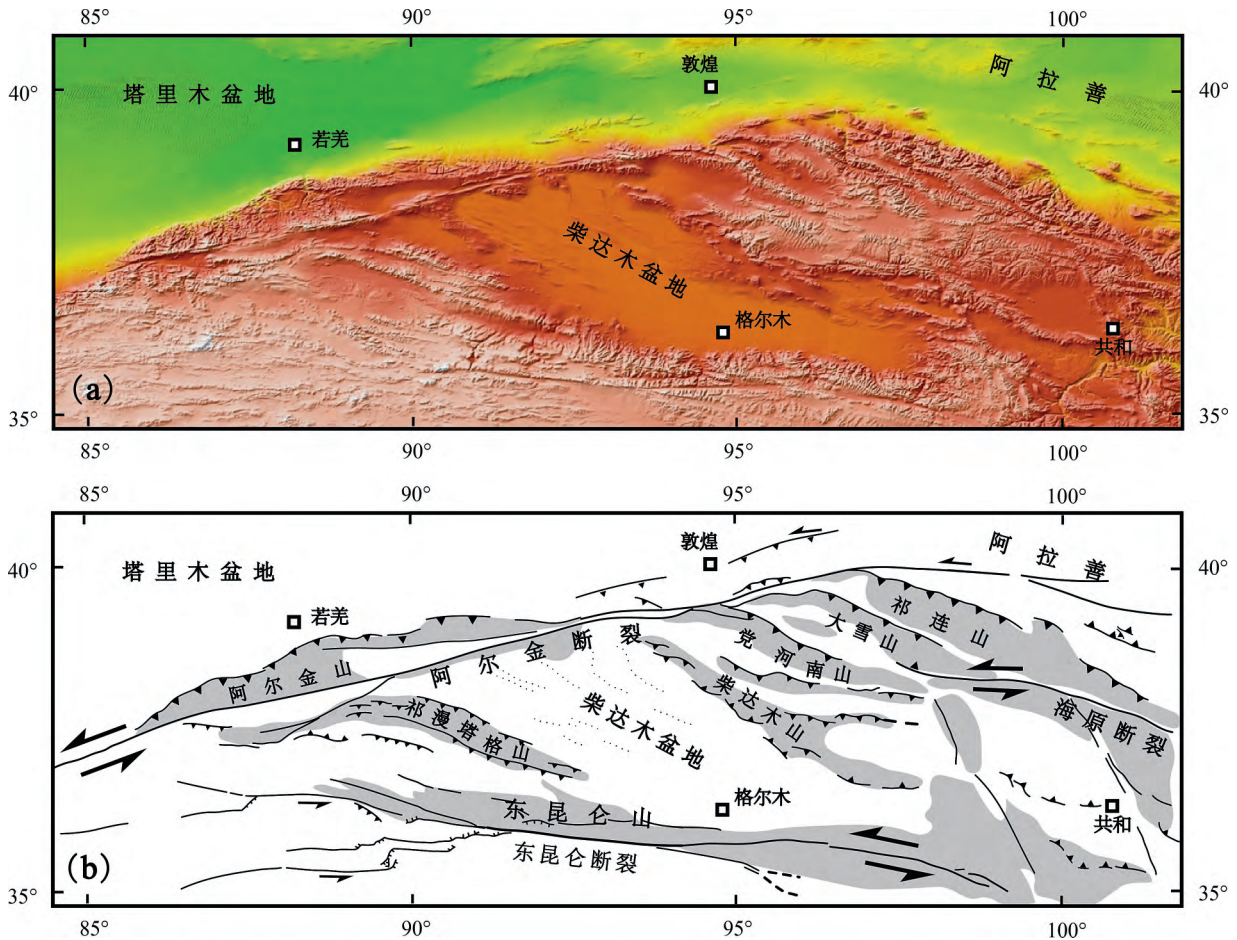 85°
90°
95°
100°
敦煌
阿拉善
40°
塔里木盆地
40°
若羌
柴达木盆地
格尔木
共和
(a)
35°
35°
85°
90°
95°
100°
85°
90°
95°
100°
敦煌
阿拉善
40°
塔里木盆地
40°
若羌
祁连山
大雪山
党河南山
阿尔金断裂
阿尔金山
柴达木山
柴达木盆地
海原断裂
祁漫塔格山
格尔木
东昆仑山
共和
东昆仑断裂
(b)
35°
35°
85°
90°
95°
100°